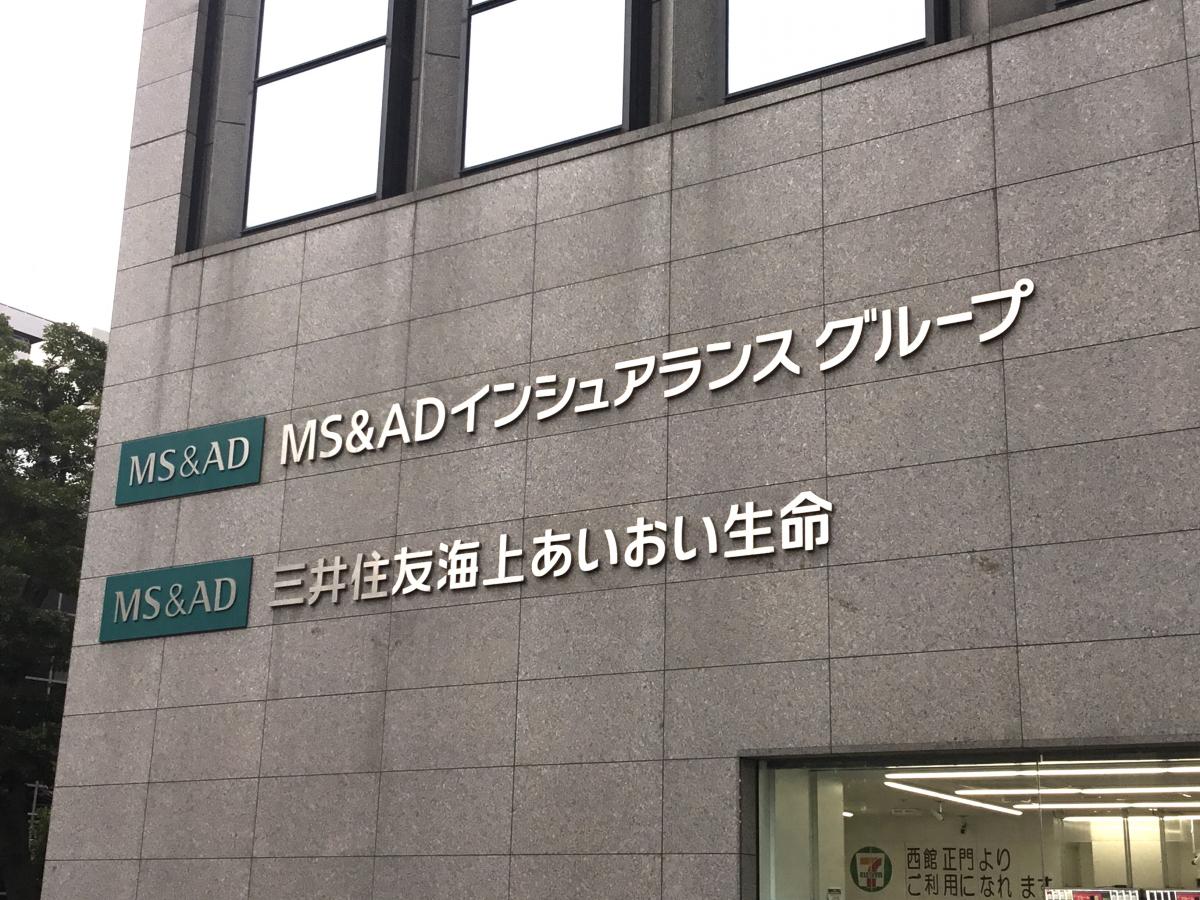 MS&AD MS&ADインシュアランス グループ
MS&AD 三井住友海上あいおい生命
西館 正門より
ご利用になれます